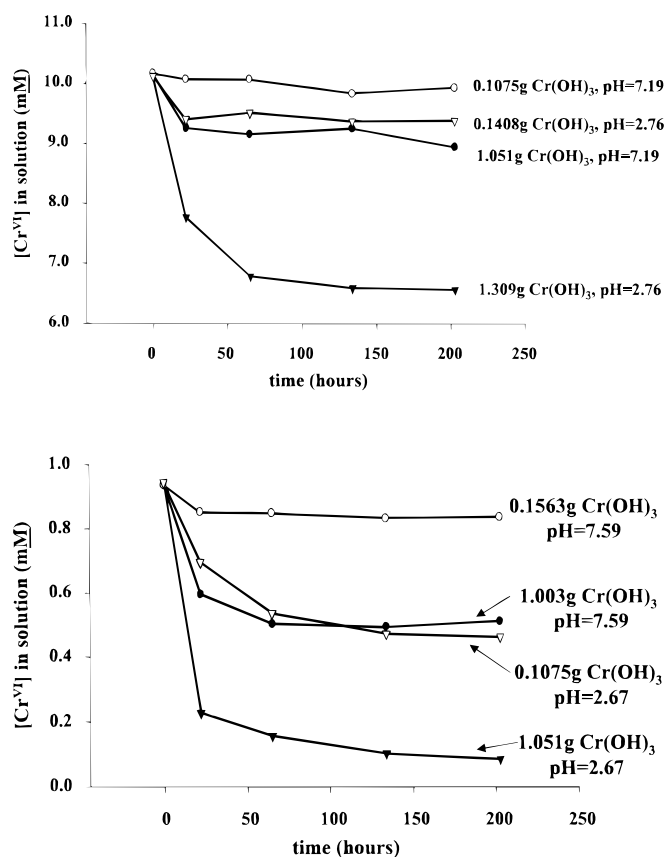 11.0
10.0
9.0
8.0
7.0
6.0
[Cr^VI] in solution (mM)
0.1075g Cr(OH)₃, pH=7.19
0.1408g Cr(OH)₃, pH=2.76
1.051g Cr(OH)₃, pH=7.19
1.309g Cr(OH)₃, pH=2.76
0 50 100 150 200 250
time (hours)
1.0
0.8
0.6
0.4
0.2
0.0
[Cr^VI] in solution (mM)
0.1563g Cr(OH)₃
pH=7.59
1.003g Cr(OH)₃
pH=7.59
0.1075g Cr(OH)₃
pH=2.67
1.051g Cr(OH)₃
pH=2.67
0 50 100 150 200 250
time (hours)